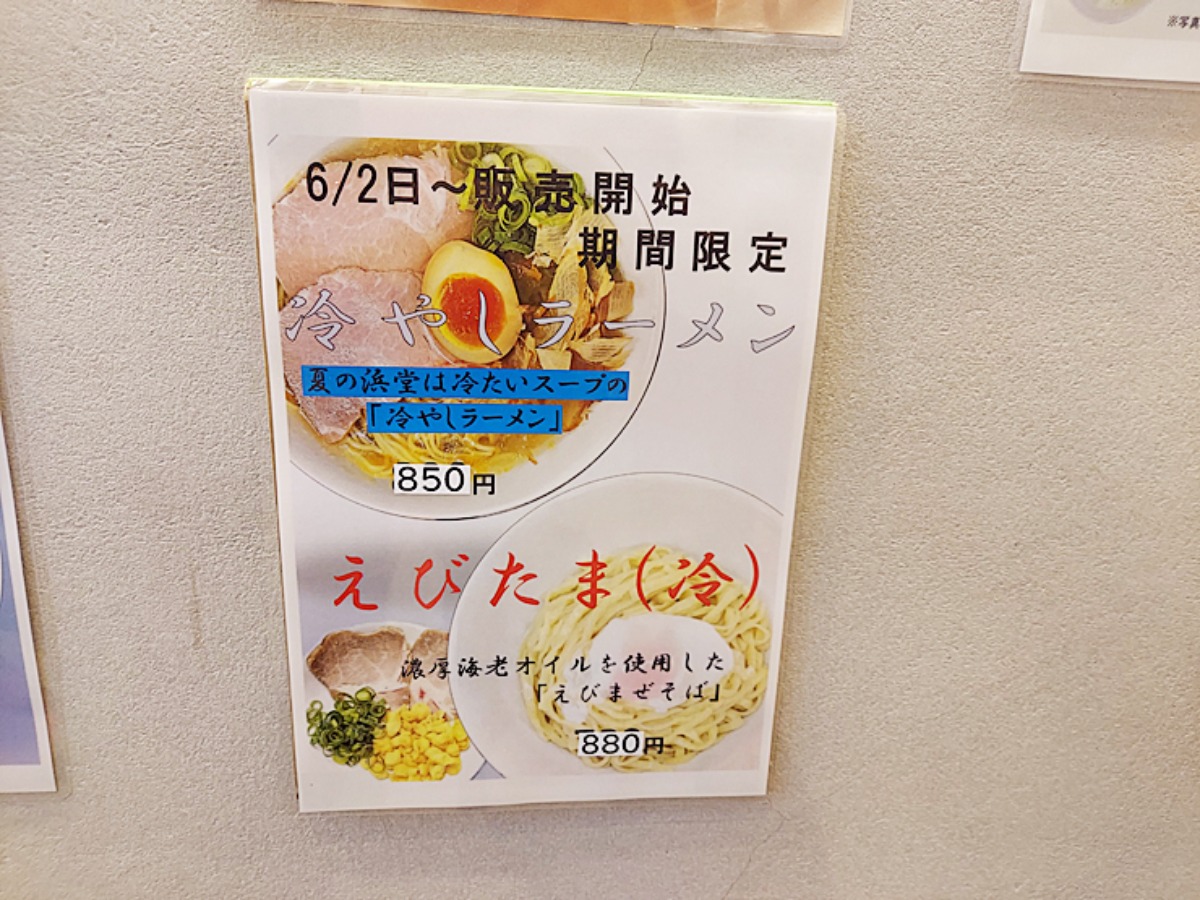 ※写真
6/2日～販売開始
期間限定
冷やしラーメン
夏の浜堂は冷たいスープの
「冷やしラーメン」
850円
えびたま(冷)
濃厚海老オイルを使用した
「えびまぜそば」
880円